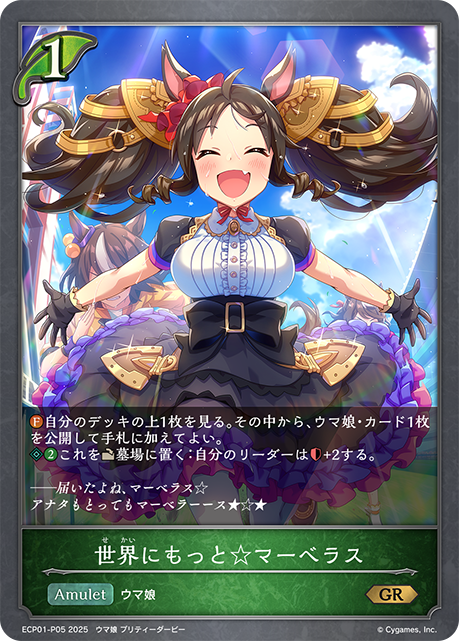 1
F自分のデッキの上1枚を見る。その中から、ウマ娘・カード1枚
を公開して手札に加えてよい。
2これを墓場に置く:自分のリーダーは+2する。
――届いたよね、マーベラス☆
アナタもとってもマーベラーース★☆★
せかい
世界にもっと☆マーベラス
Amulet ウマ娘
GR
ECP01-P05 2025 ウマ娘 プリティーダービー
© Cygames, Inc.